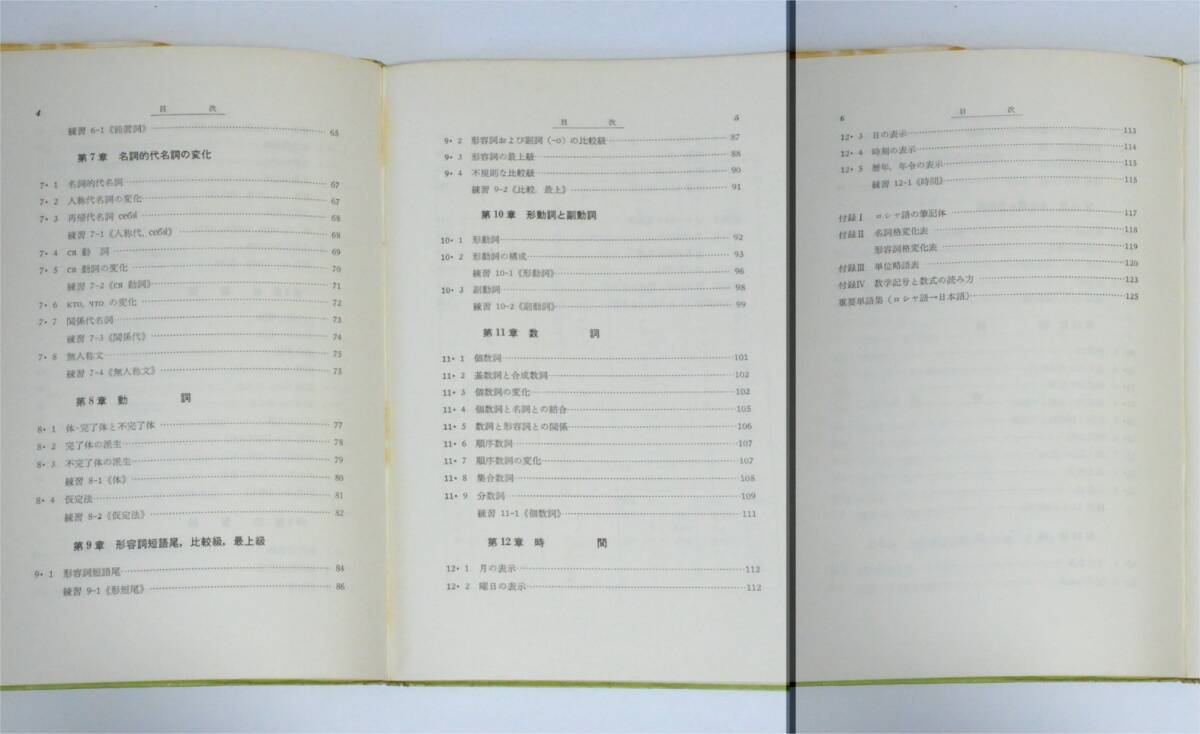 4
目 次
練習 6-1《前置詞》 65
第7章 名詞的代名詞の変化
7・1 名詞的代名詞 67
7・2 人称代名詞の変化 67
7・3 再帰代名詞 себя́ 68
練習 7-1《人称代, себя́》 68
7・4 ся 動 詞 69
7・5 ся 動詞の変化 70
練習 7-2《ся 動詞》 71
7・6 кто, что の変化 72
7・7 関係代名詞 73
練習 7-3《関係代》 74
7・8 無人称文 75
練習 7-4《無人称文》 75
第8章 動 詞
8・1 体-完了体と不完了体 77
8・2 完了体の派生 78
8・3 不完了体の派生 79
練習 8-1《体》 80
8・4 仮定法 81
練習 8-2《仮定法》 82
第9章 形容詞短語尾, 比較級, 最上級
9・1 形容詞短語尾 84
練習 9-1《形短尾》 86
目 次
5
9・2 形容詞および副詞 (-о) の比較級 87
9・3 形容詞の最上級 88
9・4 不規則な比較級 90
練習 9-2《比較, 最上》 91
第10章 形動詞と副動詞
10・1 形動詞 92
10・2 形動詞の構成 93
練習 10-1《形動詞》 96
10・3 副動詞 98
練習 10-2《副動詞》 99
第11章 数 詞
11・1 個数詞 101
11・2 基数詞と合成数詞 102
11・3 個数詞の変化 102
11・4 個数詞と名詞との結合 105
11・5 数詞と形容詞との関係 106
11・6 順序数詞 107
11・7 順序数詞の変化 107
11・8 集合数詞 108
11・9 分数詞 109
練習 11-1《個数詞》 111
第12章 時 間
12・1 月の表示 112
12・2 曜日の表示 112
6
目 次
12・3 日の表示 113
12・4 時刻の表示 114
12・5 暦年, 年令の表示 115
練習 12-1《時間》 115
付録Ⅰ ロシャ語の筆記体 117
付録Ⅱ 名詞格変化表 118
形容詞格変化表 119
付録Ⅲ 単位略語表 120
付録Ⅳ 数学記号と数式の読み方 123
重要単語集 (ロシャ語→日本語) 125